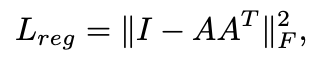 L_{reg} = \|I - AA^T\|_F^2,